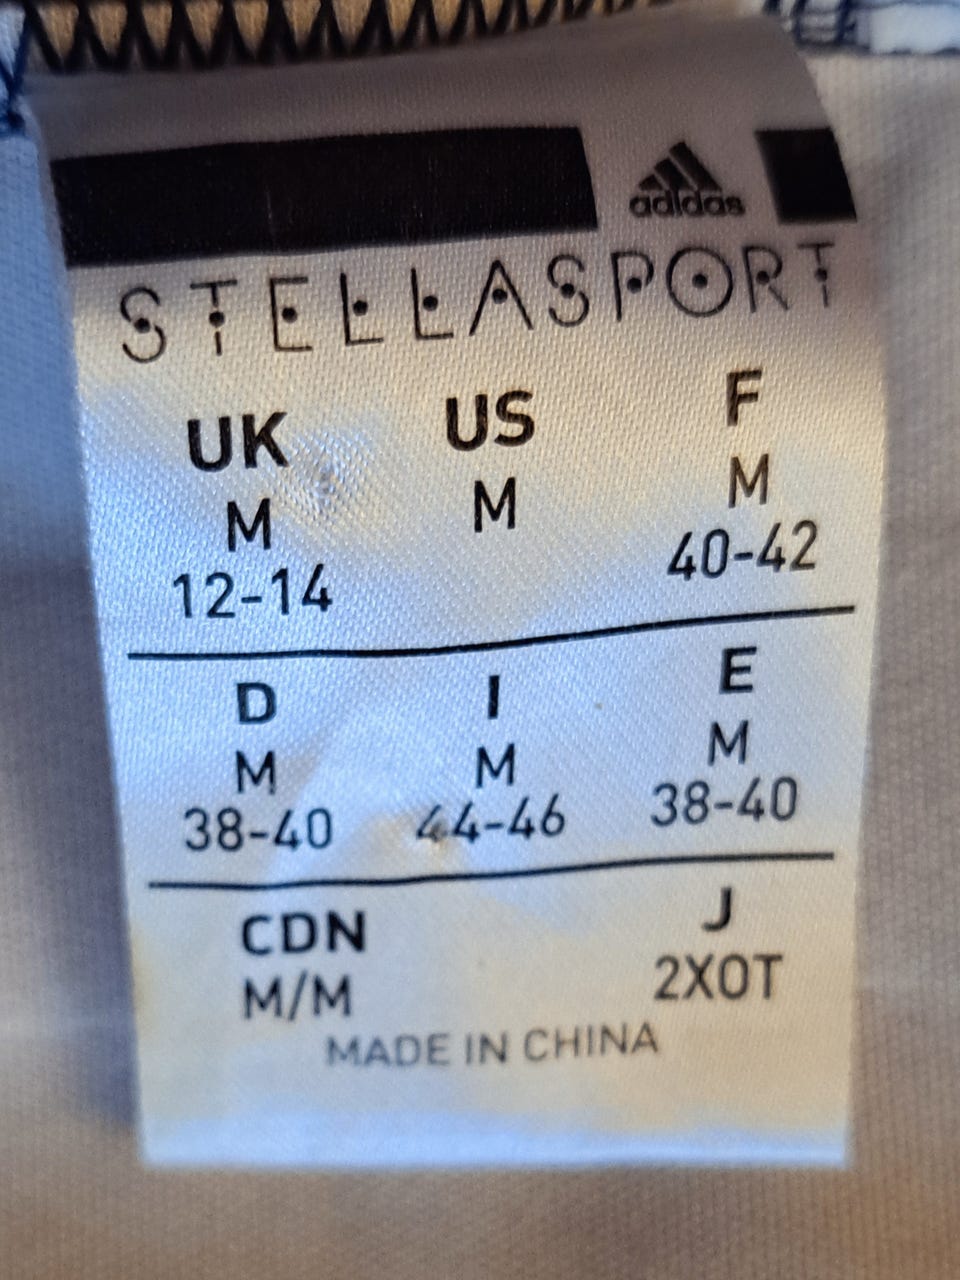 adidas
STELLASPORT
UK US F
M M M
12-14 40-42
D I E
M M M
38-40 44-46 38-40
CDN J
M/M 2XOT
MADE IN CHINA